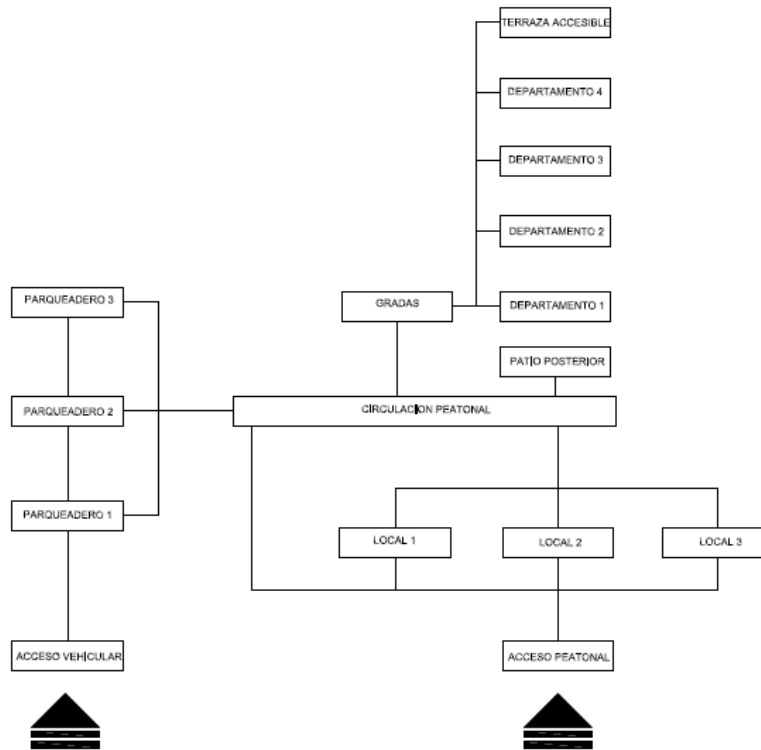 TERRAZA ACCESIBLE
DEPARTAMENTO 4
DEPARTAMENTO 3
DEPARTAMENTO 2
PARQUEADERO 3
GRADAS
DEPARTAMENTO 1
PATIO POSTERIOR
PARQUEADERO 2
CIRCULACION PEATONAL
PARQUEADERO 1
LOCAL 1
LOCAL 2
LOCAL 3
ACCESO VEHICULAR
ACCESO PEATONAL